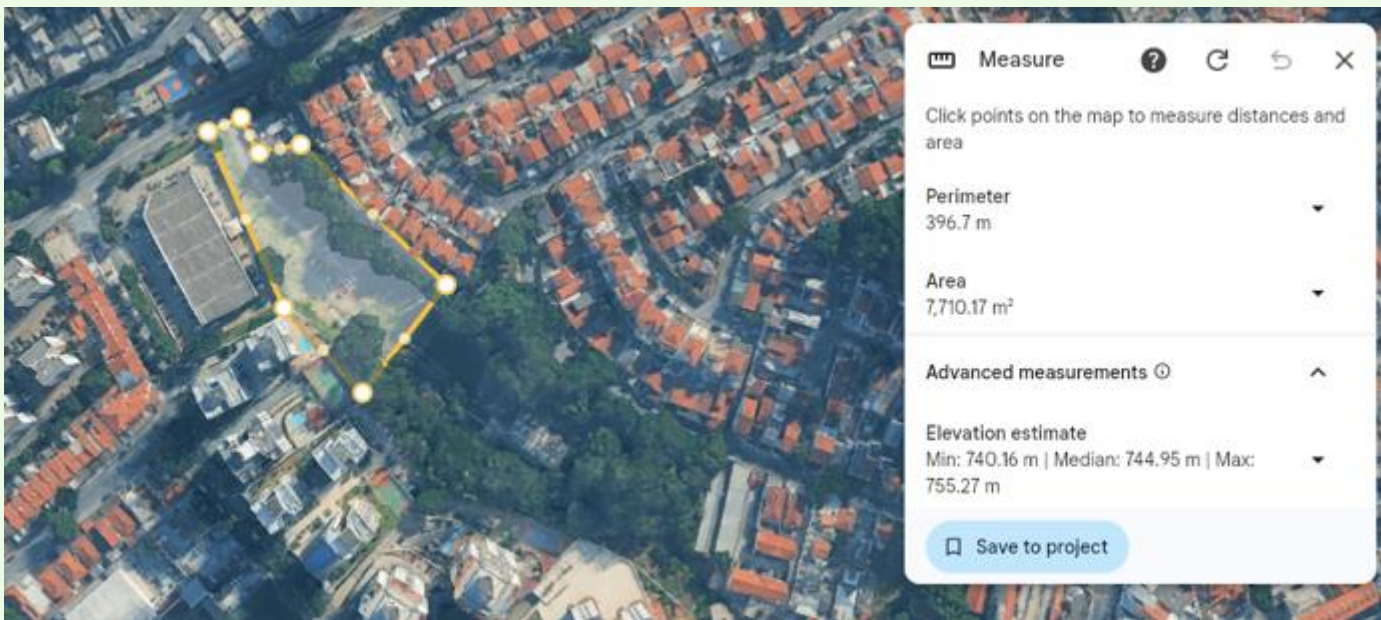 Measure
Click points on the map to measure distances and
area
Perimeter
396.7 m
Area
7,710.17 m²
Advanced measurements
Elevation estimate
Min: 740.16 m | Median: 744.95 m | Max:
755.27 m
Save to project